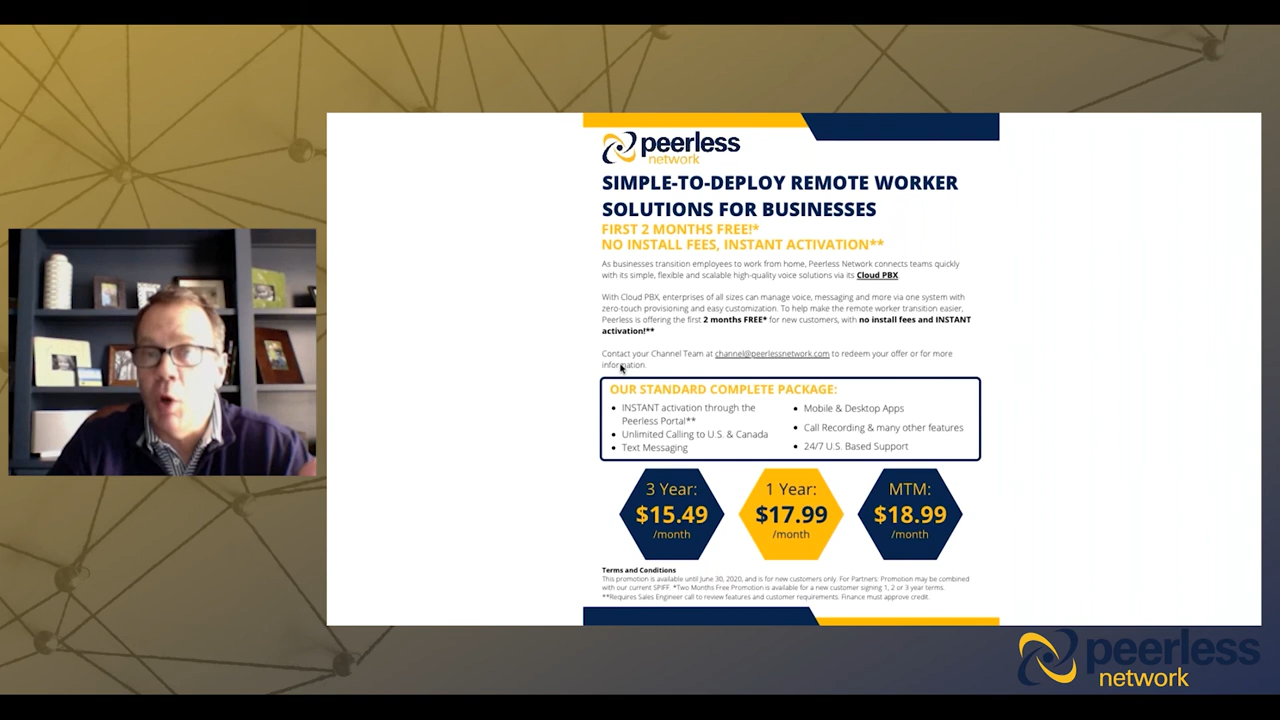 peerless
network
SIMPLE-TO-DEPLOY REMOTE WORKER
SOLUTIONS FOR BUSINESSES
FIRST 2 MONTHS FREE!*
NO INSTALL FEES, INSTANT ACTIVATION**
As businesses transition employees to work from home, Peerless Network connects teams quickly
with its simple, flexible and scalable high-quality voice solutions via its Cloud PBX.
With Cloud PBX, enterprises of all sizes can manage voice, messaging and more via one system with
zero-touch provisioning and easy customization. To help make the remote worker transition easier,
Peerless is offering the first 2 months FREE* for new customers, with no install fees and INSTANT
activation!**
Contact your Channel Team at channel@peerlessnetwork.com to redeem your offer or for more
information.
OUR STANDARD COMPLETE PACKAGE:
• INSTANT activation through the
Peerless Portal**
• Unlimited Calling to U.S. & Canada
• Text Messaging
• Mobile & Desktop Apps
• Call Recording & many other features
• 24/7 U.S. Based Support
3 Year:
$15.49
/month
1 Year:
$17.99
/month
MTM:
$18.99
/month
Terms and Conditions
This promotion is available until June 30, 2020, and is for new customers only. For Partners: Promotion may be combined
with our current SPIFF. *Two Months Free Promotion is available for a new customer signing 1, 2 or 3 year terms.
**Requires Sales Engineer call to review features and customer requirements. Finance must approve credit.
peerless
network